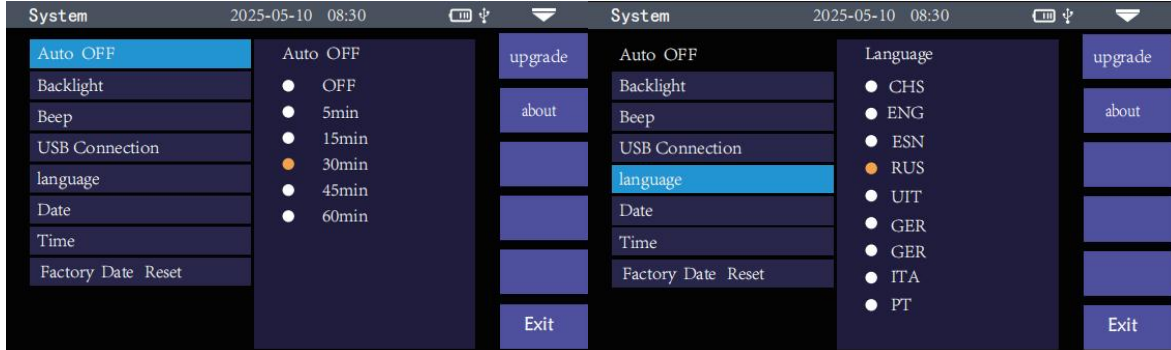 System 2025-05-10 08:30
Auto OFF
Backlight
Beep
USB Connection
language
Date
Time
Factory Date Reset
Auto OFF
OFF
5min
15min
30min
45min
60min
upgrade
about
Exit
System 2025-05-10 08:30
Auto OFF
Backlight
Beep
USB Connection
language
Date
Time
Factory Date Reset
Language
CHS
ENG
ESN
RUS
UIT
GER
GER
ITA
PT
upgrade
about
Exit